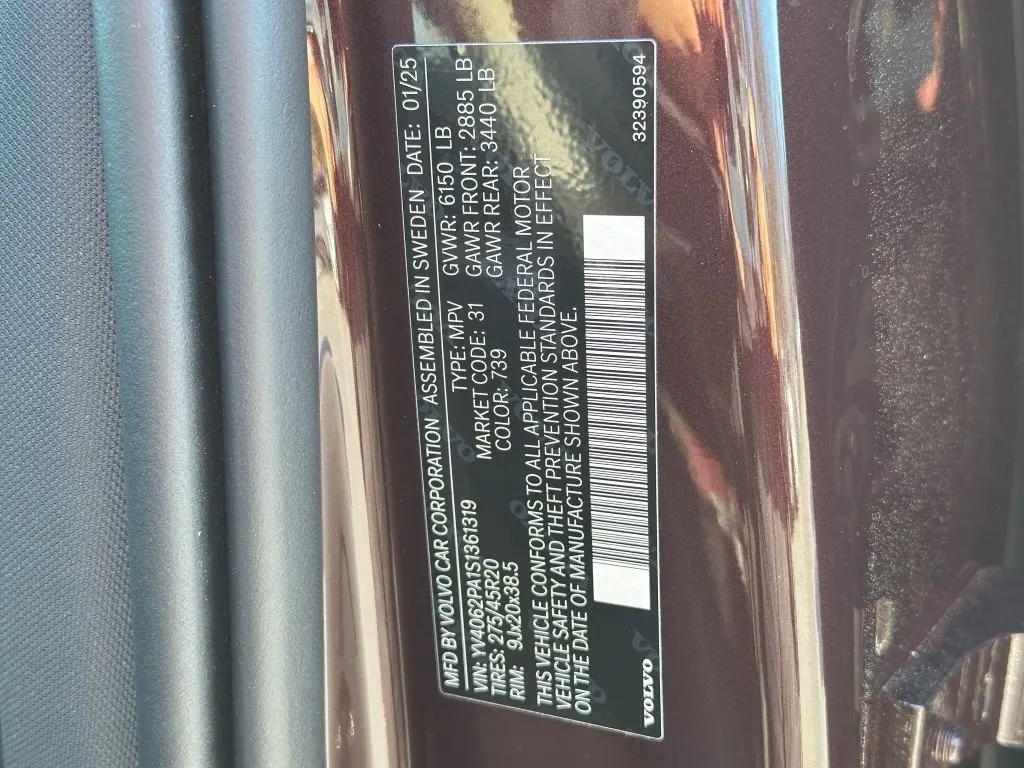 MFD BY VOLVO CAR CORPORATION ASSEMBLED IN SWEDEN DATE: 01/25
VIN: YV4062PA1S1361319 TYPE: MPV GVWR: 6150 LB
TIRES: 275/45R20 MARKET CODE: 31 GAWR FRONT: 2885 LB
RIM: 9Jx20x38.5 COLOR: 739 GAWR REAR: 3440 LB
THIS VEHICLE CONFORMS TO ALL APPLICABLE FEDERAL MOTOR
VEHICLE SAFETY AND THEFT PREVENTION STANDARDS IN EFFECT
ON THE DATE OF MANUFACTURE SHOWN ABOVE.
VOLVO 32390594